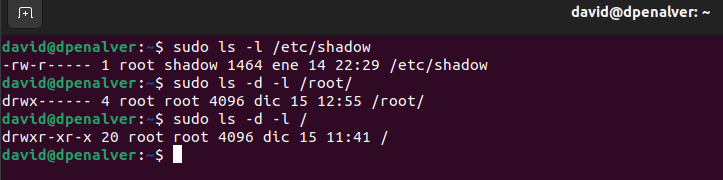 david@dpenalver: ~
david@dpenalver:~$ sudo ls -l /etc/shadow
-rw-r----- 1 root shadow 1464 ene 14 22:29 /etc/shadow
david@dpenalver:~$ sudo ls -d -l /root/
drwx------ 4 root root 4096 dic 15 12:55 /root/
david@dpenalver:~$ sudo ls -d -l /
drwxr-xr-x 20 root root 4096 dic 15 11:41 /
david@dpenalver:~$